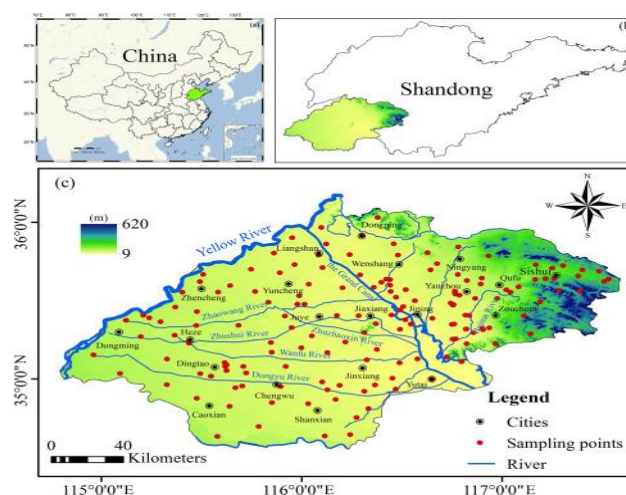 (a)
China
(b)
Shandong
(c)
(m)
620
9
N
W
E
S
36°0'0"N
35°0'0"N
Yellow River
Dongping
Liangshan
the Grand Canal
Wenshang
Ningyang
Sishui
Qufu
Yanzhou
Zoucheng
Yuncheng
Zhencheng
Zhaowang River
Juye
Jiaxiang
Jining
Zhushui River
Zhuzhaoxin River
Heze
Dongming
Wanfu River
Dingtao
Dongyu River
Jinxiang
Yutai
Chengwu
Caoxian
Shanxian
Legend
Cities
Sampling points
River
0
40
Kilometers
115°0'0"E
116°0'0"E
117°0'0"E